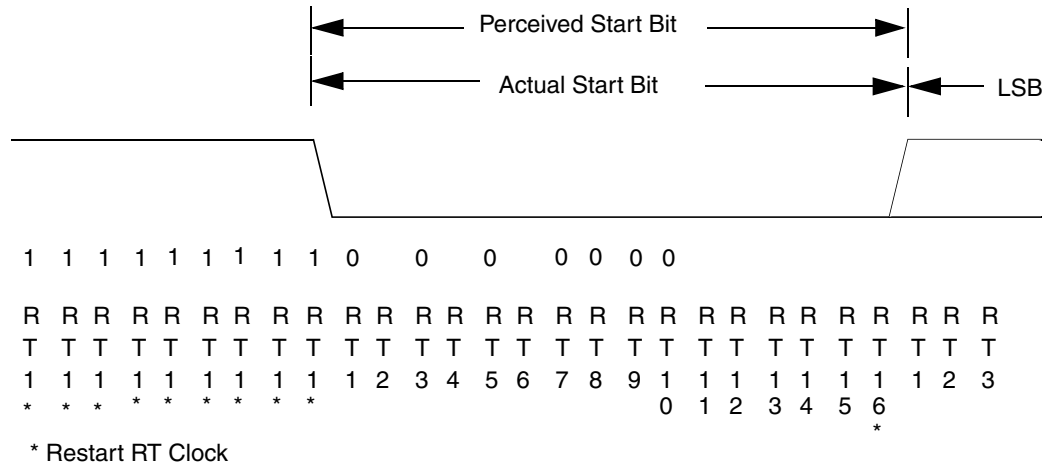 Perceived Start Bit
Actual Start Bit LSB
1 1 1 1 1 1 1 1 1 0 0 0 0 0 0 0
R R R R R R R R R R R R R R R R R R R R R R R R R R R R
T T T T T T T T T T T T T T T T T T T T T T T T T T T T
1 1 1 1 1 1 1 1 1 1 2 3 4 5 6 7 8 9 1 1 1 1 1 1 1 1 2 3
* * * * * * * * * 0 1 2 3 4 5 6
*
* Restart RT Clock